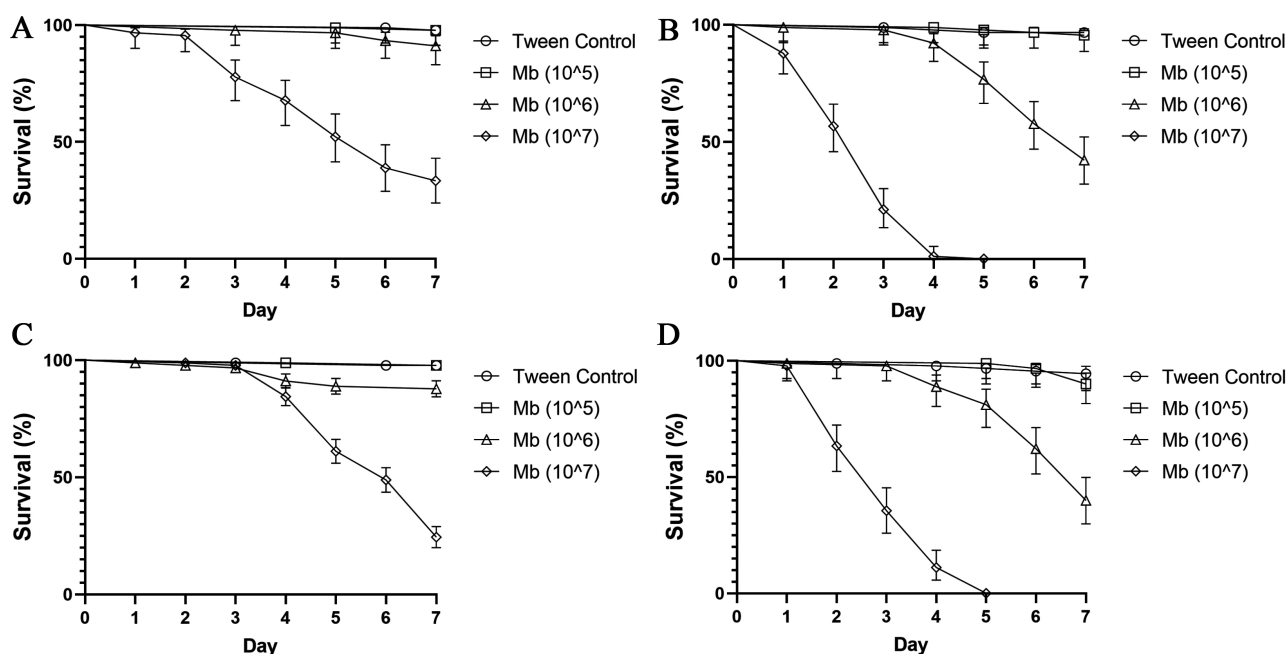 A
Survival (%)
100
50
0
0 1 2 3 4 5 6 7
Day
Tween Control
Mb (10^5)
Mb (10^6)
Mb (10^7)
B
Survival (%)
100
50
0
0 1 2 3 4 5 6 7
Day
Tween Control
Mb (10^5)
Mb (10^6)
Mb (10^7)
C
Survival (%)
100
50
0
0 1 2 3 4 5 6 7
Day
Tween Control
Mb (10^5)
Mb (10^6)
Mb (10^7)
D
Survival (%)
100
50
0
0 1 2 3 4 5 6 7
Day
Tween Control
Mb (10^5)
Mb (10^6)
Mb (10^7)